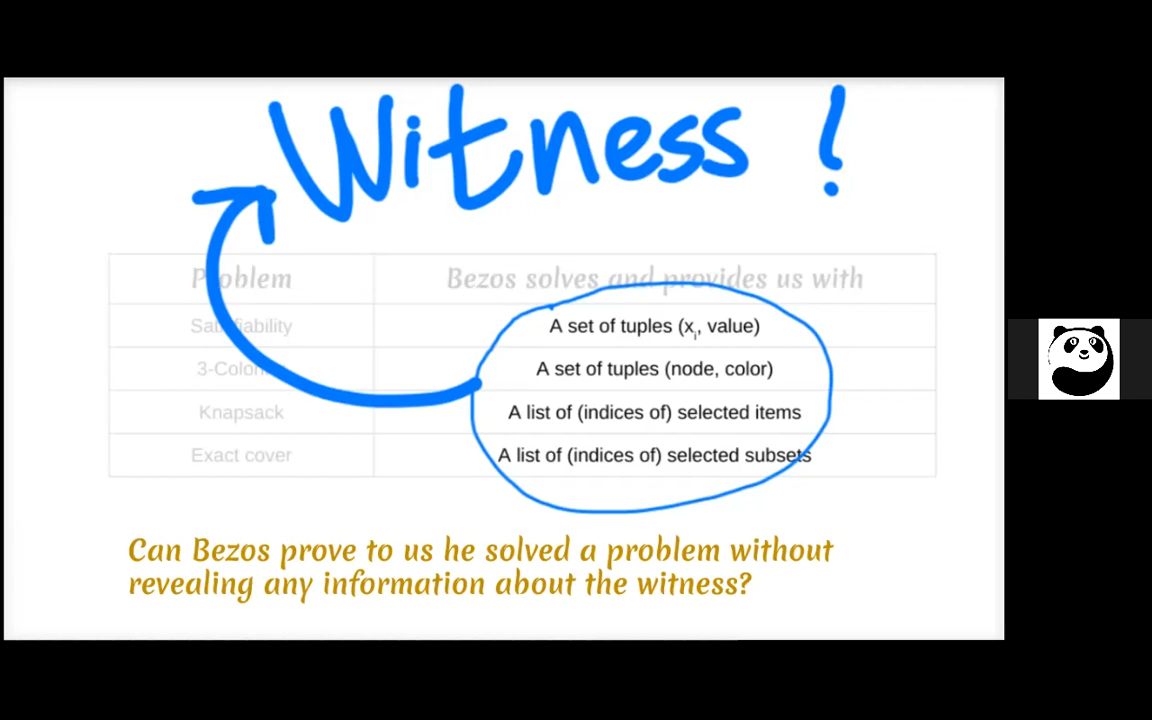 Witness !
Problem Bezos solves and provides us with
Satisfiability A set of tuples (xᵢ, value)
3-Color A set of tuples (node, color)
Knapsack A list of (indices of) selected items
Exact cover A list of (indices of) selected subsets
Can Bezos prove to us he solved a problem without
revealing any information about the witness?